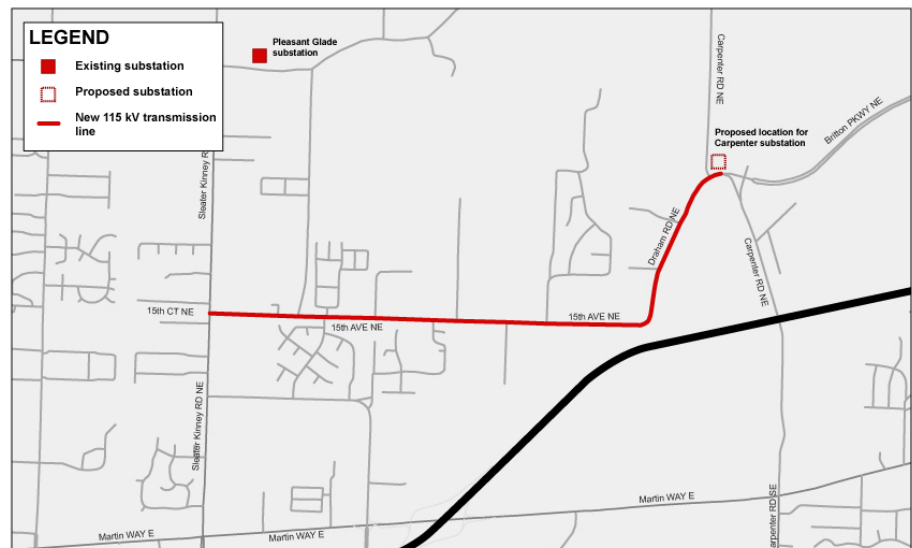 LEGEND
Existing substation
Proposed substation
New 115 kV transmission
line
Pleasant Glade
substation
Carpenter RD NE
Proposed location for
Carpenter substation
Britton PKWY NE
Sleater Kinney R
Draham RD NE
Carpenter RD NE
15th CT NE
15th AVE NE
15th AVE NE
Sleater Kinney RD NE
Martin WAY E
Martin WAY E
Martin WAY E
Carpenter RD SE